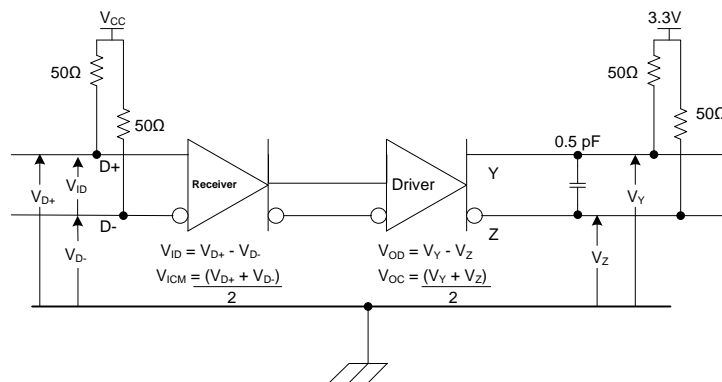 VCC
3.3V
50Ω
50Ω
50Ω
50Ω
0.5 pF
D+
Receiver
Driver
Y
VD+
VID
VY
D-
Z
VD-
VID = VD+ - VD-
VOD = VY - VZ
VZ
VICM = (VD+ + VD-)
2
VOC = (VY + VZ)
2